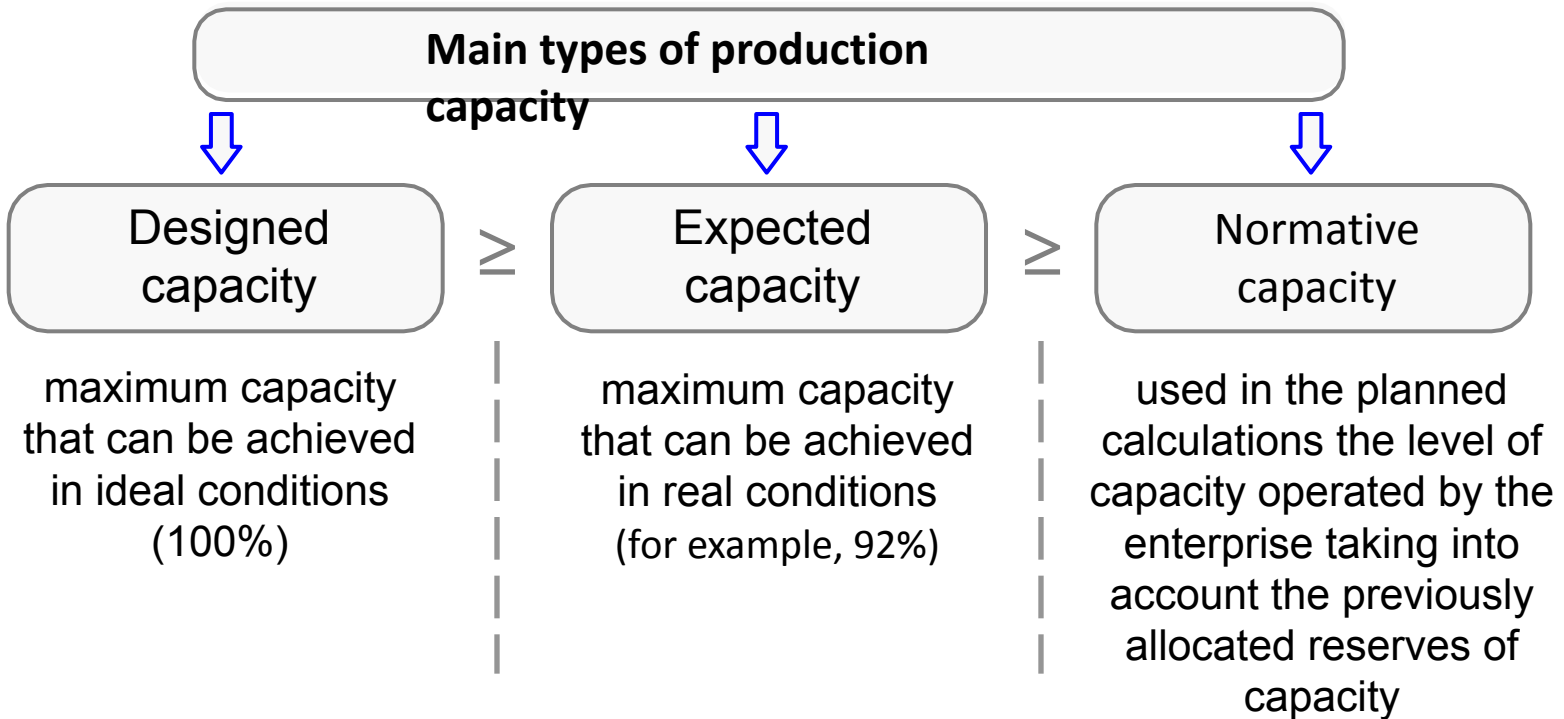 Main types of production
capacity
Designed
capacity
≥
Expected
capacity
≥
Normative
capacity
maximum capacity
that can be achieved
in ideal conditions
(100%)
maximum capacity
that can be achieved
in real conditions
(for example, 92%)
used in the planned
calculations the level of
capacity operated by the
enterprise taking into
account the previously
allocated reserves of
capacity